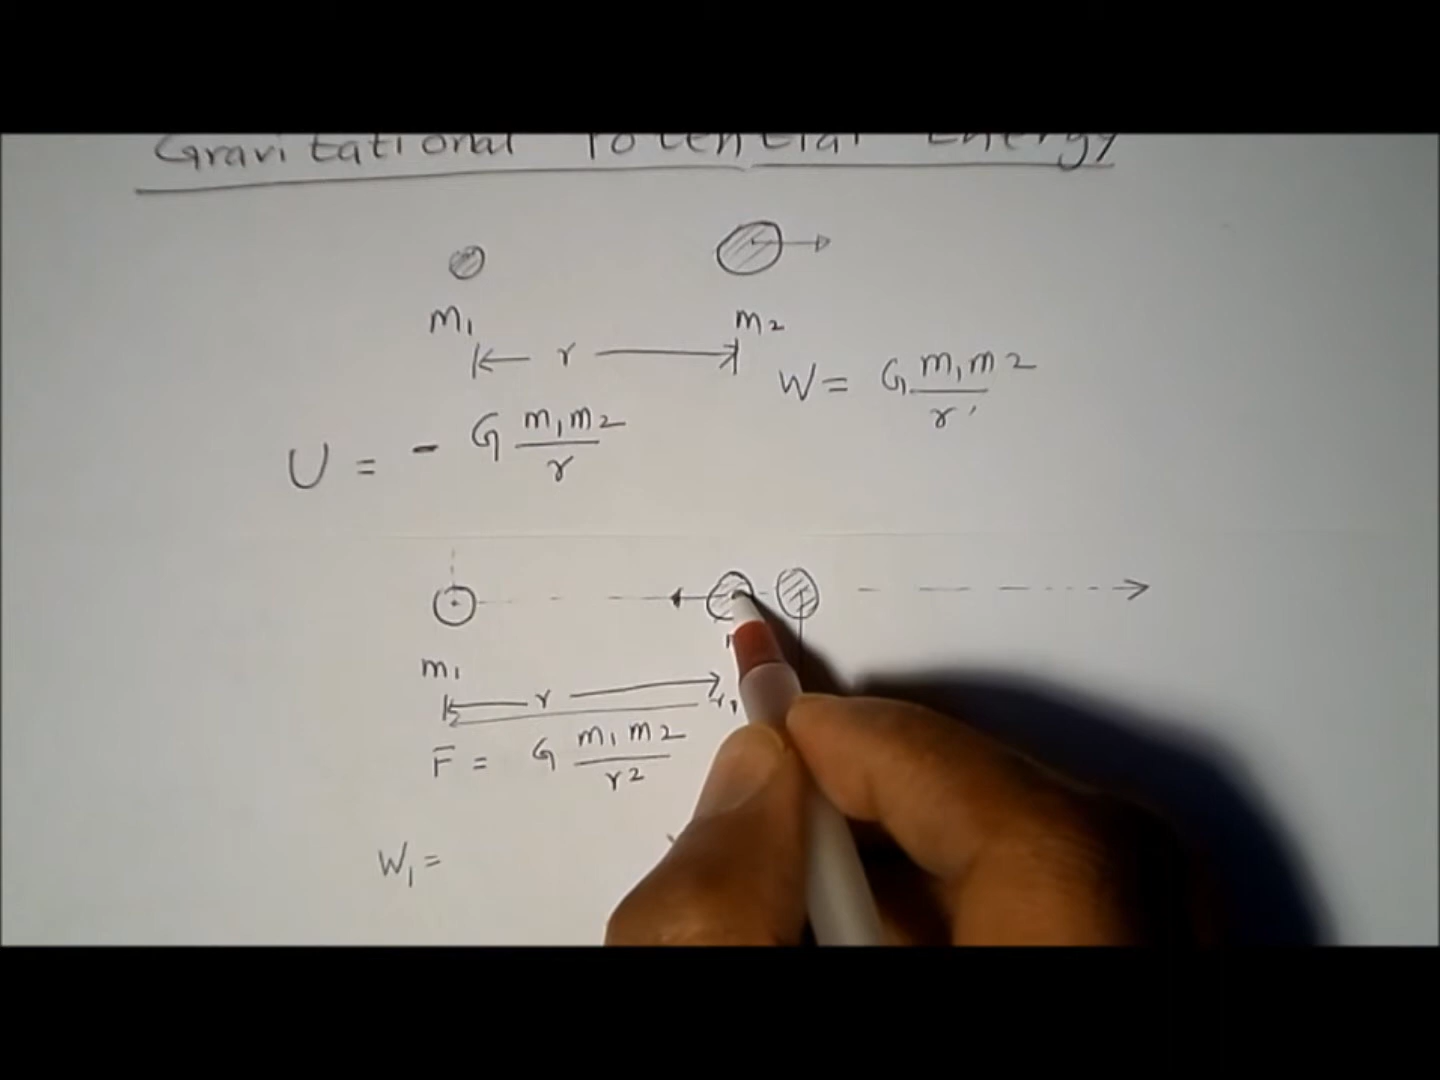 Gravitational Potential Energy
m₁ m₂
r
W = G m₁m₂/r
U = - G m₁m₂/r
m₁
r r₁
F = G m₁m₂/r²
W₁ =